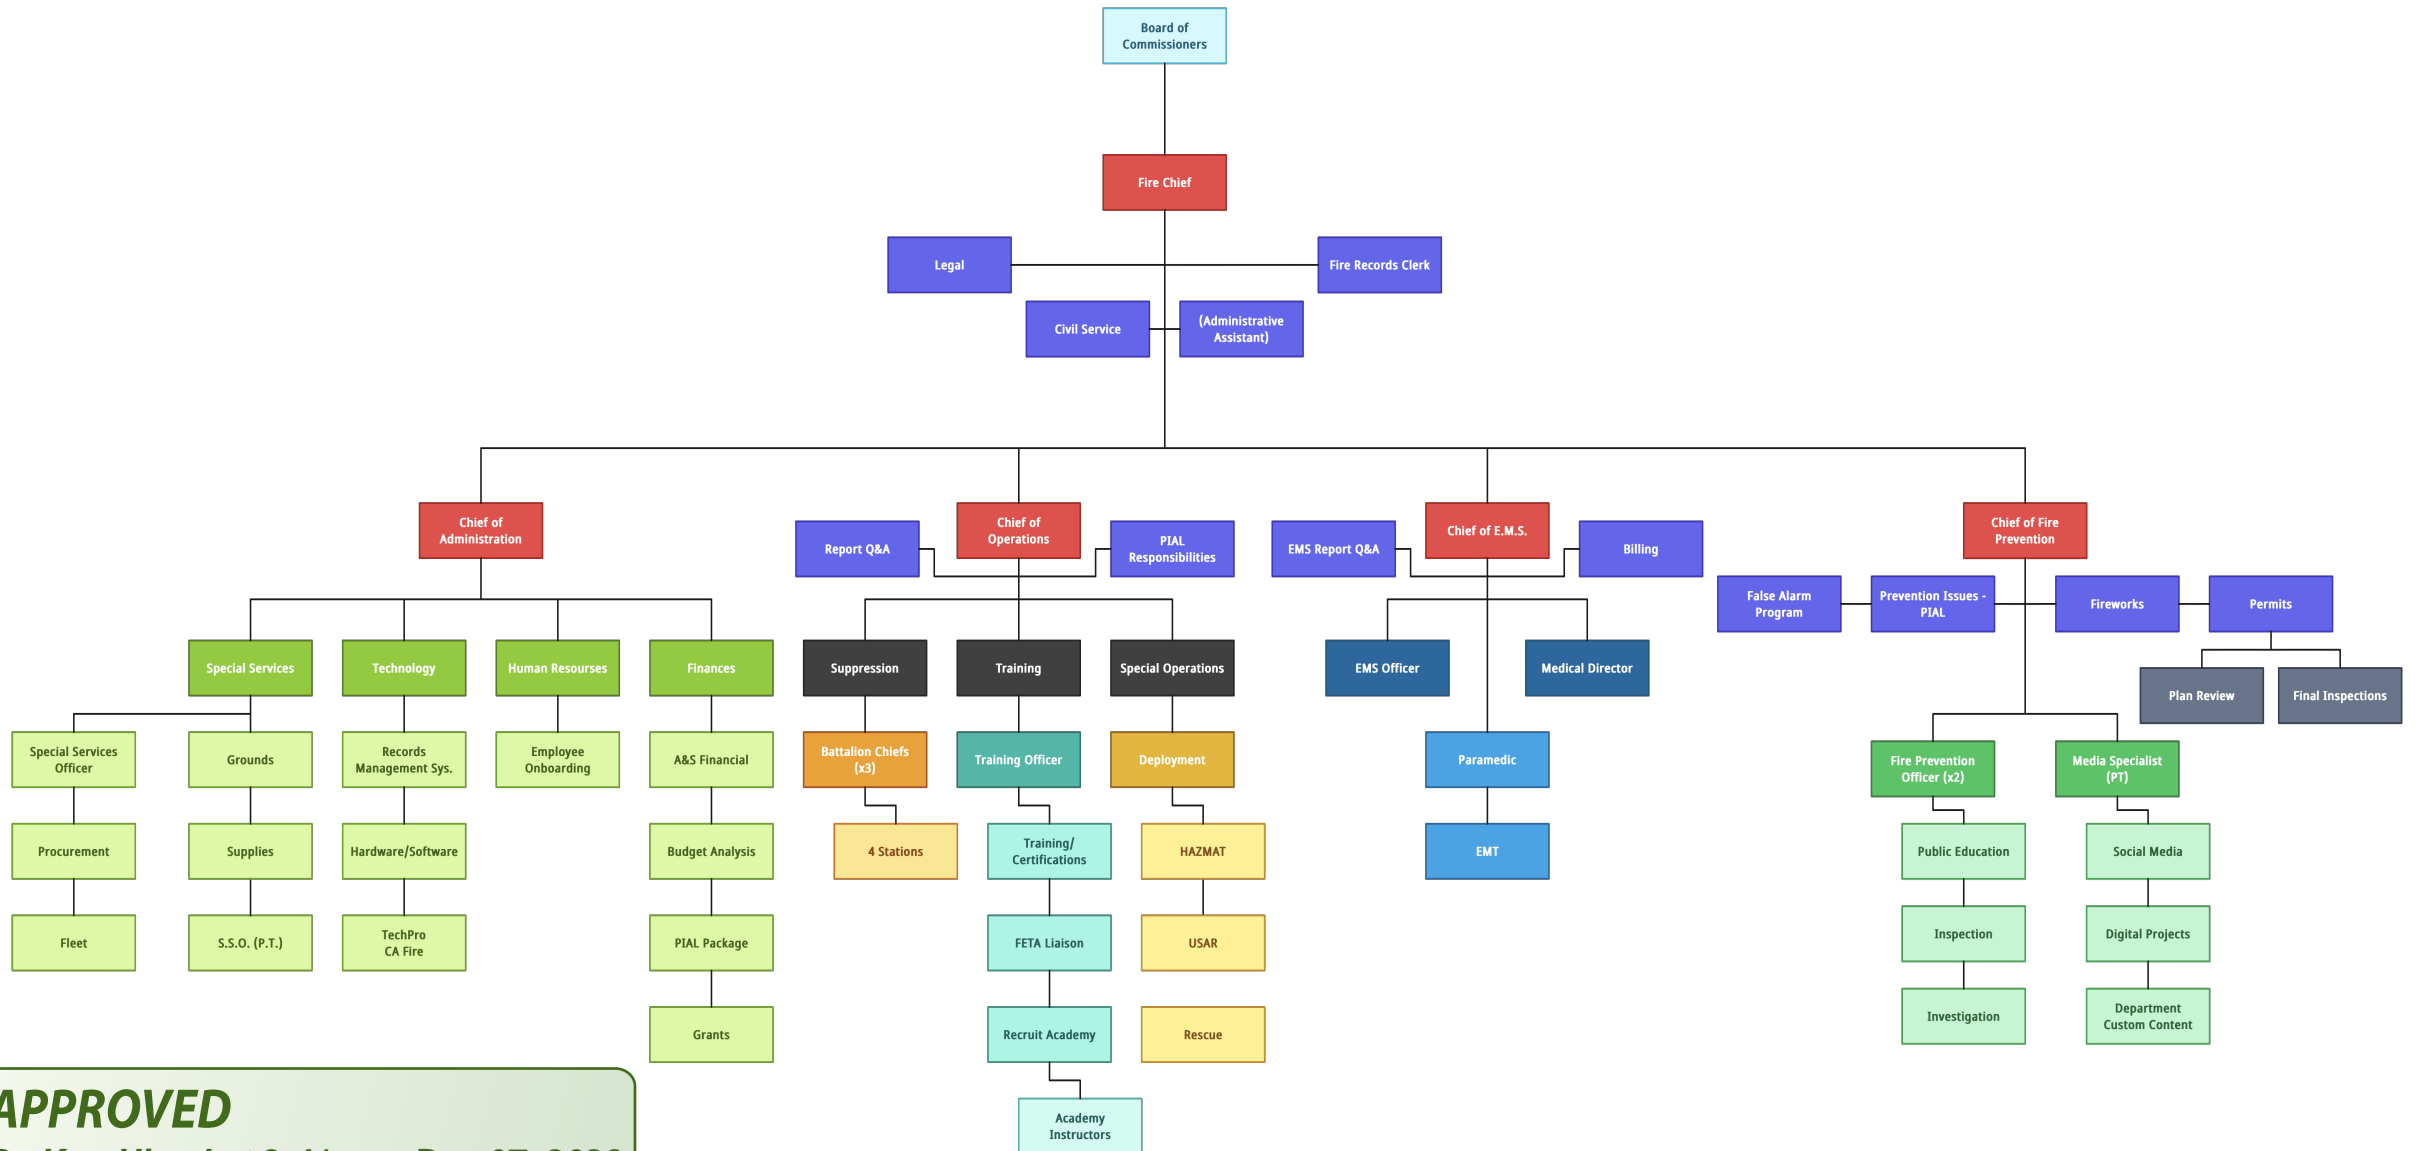 Board of
Commissioners
Fire Chief
Legal
Fire Records Clerk
Civil Service
(Administrative
Assistant)
Chief of
Administration
Report Q&A
Chief of
Operations
PIAL
Responsibilities
EMS Report Q&A
Chief of E.M.S.
Billing
Chief of Fire
Prevention
False Alarm
Program
Prevention Issues -
PIAL
Fireworks
Permits
Special Services
Technology
Human Resourses
Finances
Suppression
Training
Special Operations
EMS Officer
Medical Director
Plan Review
Final Inspections
Special Services
Officer
Grounds
Records
Management Sys.
Employee
Onboarding
A&S Financial
Battalion Chiefs
(x3)
Training Officer
Deployment
Paramedic
Fire Prevention
Officer (x2)
Media Specialist
(PT)
Procurement
Supplies
Hardware/Software
Budget Analysis
4 Stations
Training/
Certifications
HAZMAT
EMT
Public Education
Social Media
Fleet
S.S.O. (P.T.)
TechPro
CA Fire
PIAL Package
FETA Liaison
USAR
Inspection
Digital Projects
Grants
Recruit Academy
Rescue
Investigation
Department
Custom Content
Academy
Instructors
APPROVED